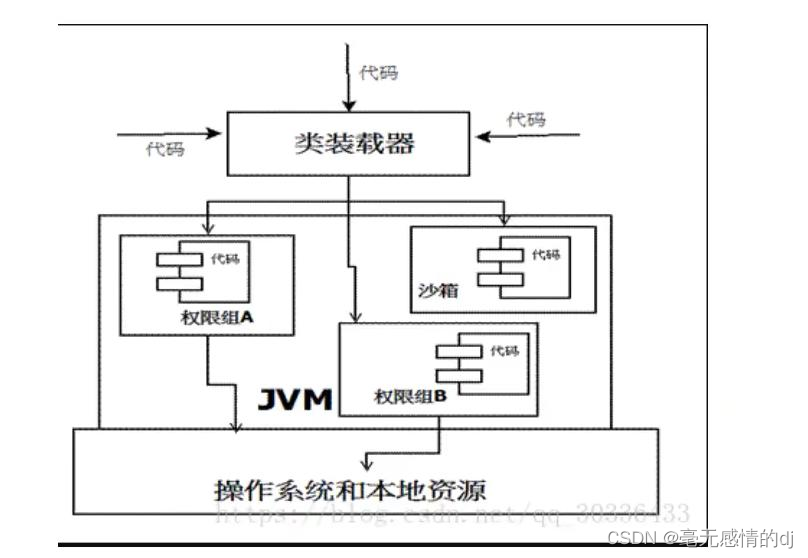 代码
代码
代码
类装载器
代码
权限组A
代码
沙箱
代码
权限组B
JVM
操作系统和本地资源
https://blog.csdn.net/qq_30336433
CSDN @毫无感情的dj